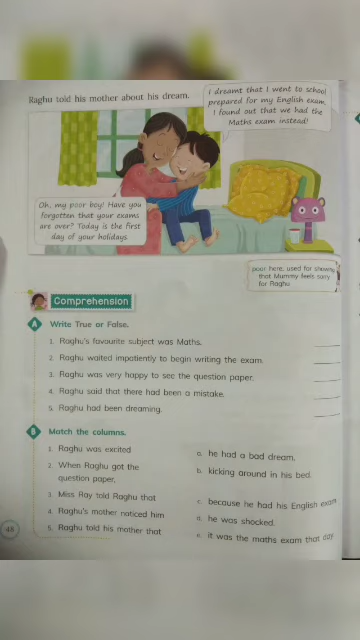 Raghu told his mother about his dream.
I dreamt that I went to school
prepared for my English exam.
I found out that we had the
Maths exam instead!
Oh, my poor boy! Have you
forgotten that your exams
are over? Today is the first
day of your holidays.
poor here, used for showing
that Mummy feels sorry
for Raghu
Comprehension
A Write True or False.
1. Raghu's favourite subject was Maths.
2. Raghu waited impatiently to begin writing the exam.
3. Raghu was very happy to see the question paper.
4. Raghu said that there had been a mistake.
5. Raghu had been dreaming.
B Match the columns.
1. Raghu was excited
2. When Raghu got the
question paper,
3. Miss Ray told Raghu that
4. Raghu's mother noticed him
5. Raghu told his mother that
a. he had a bad dream.
b. kicking around in his bed.
c. because he had his English exam
d. he was shocked.
e. it was the maths exam that day
48